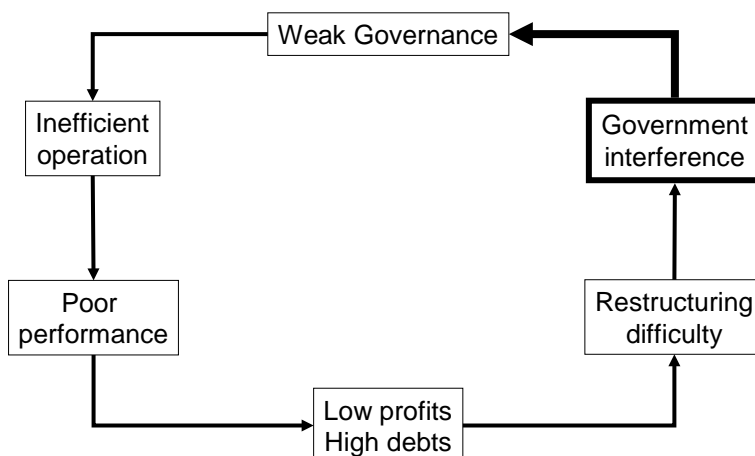 Weak Governance
Inefficient
operation
Government
interference
Poor
performance
Restructuring
difficulty
Low profits
High debts